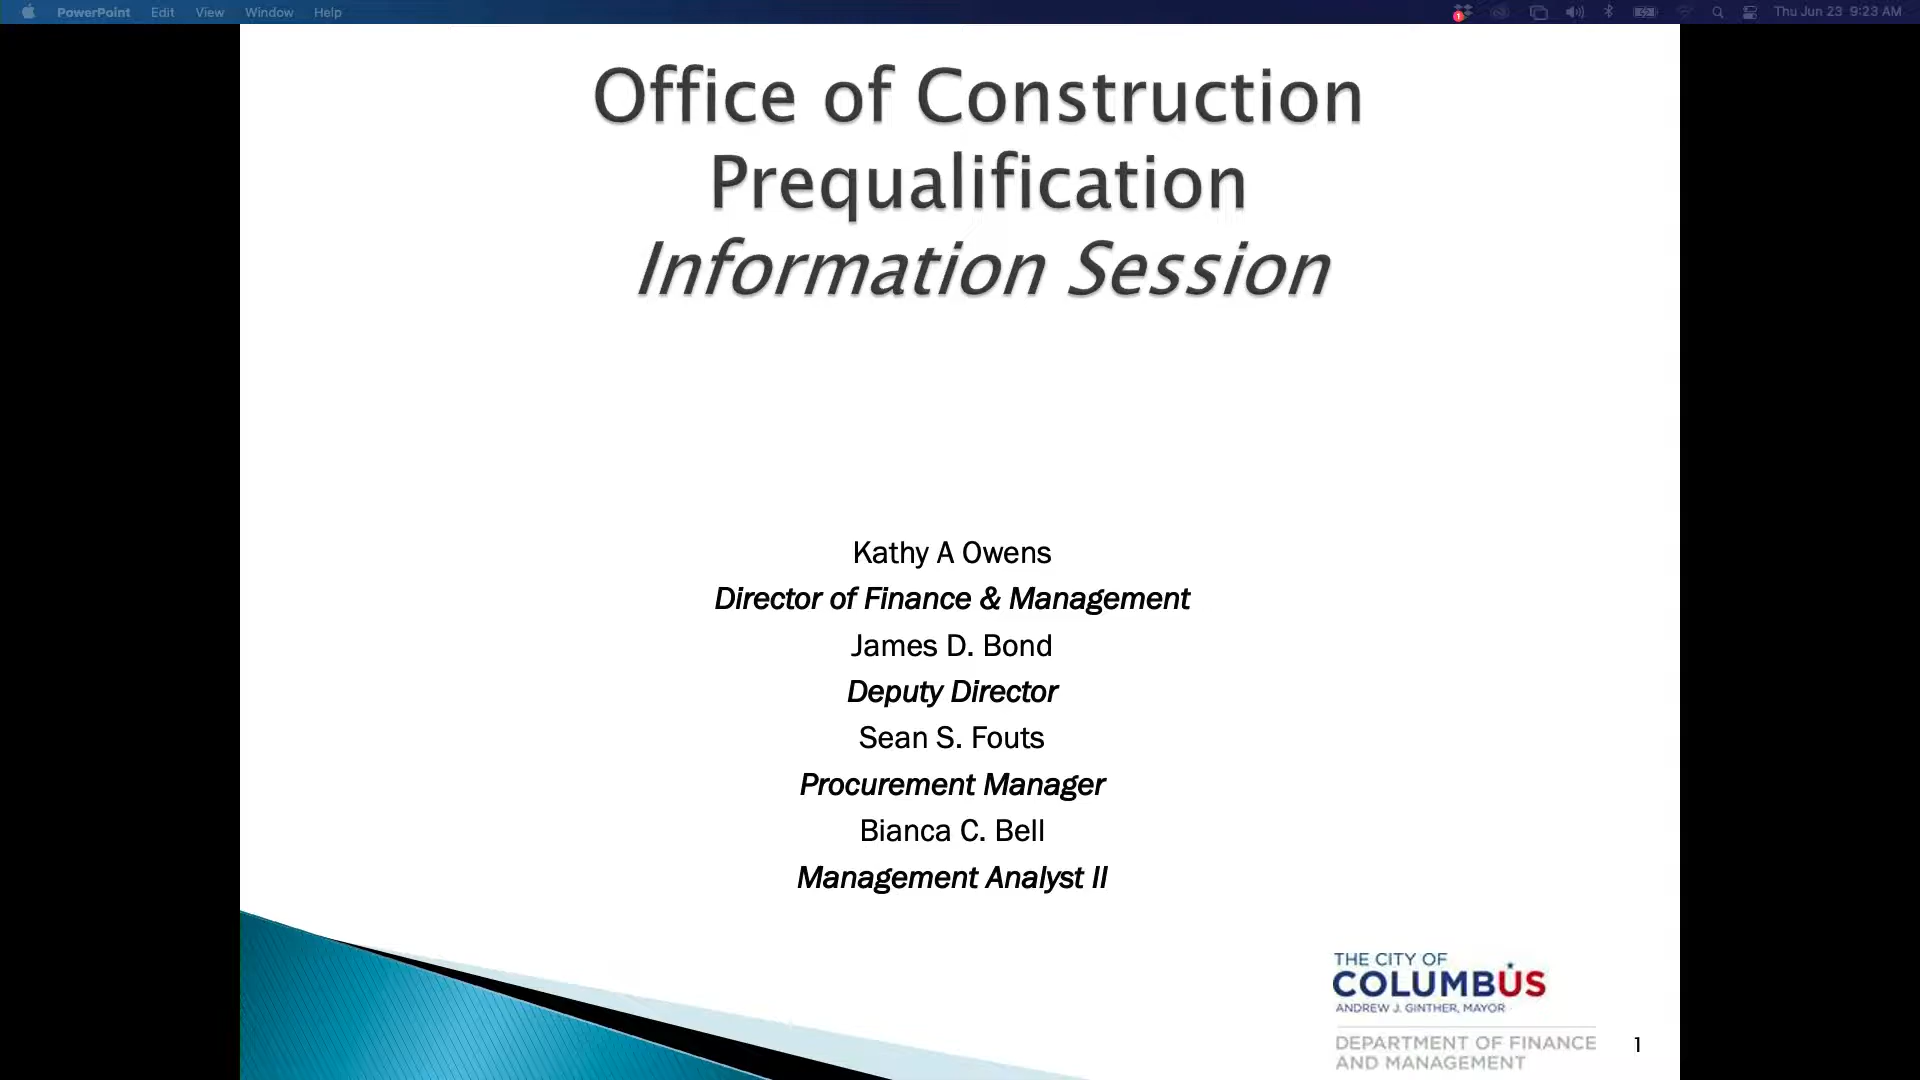 PowerPoint Edit View Window Help
1
Thu Jun 23 9:23 AM
Office of Construction
Prequalification
Information Session
Kathy A Owens
Director of Finance & Management
James D. Bond
Deputy Director
Sean S. Fouts
Procurement Manager
Bianca C. Bell
Management Analyst II
THE CITY OF
COLUMBUS
ANDREW J. GINTHER, MAYOR
DEPARTMENT OF FINANCE
AND MANAGEMENT
1